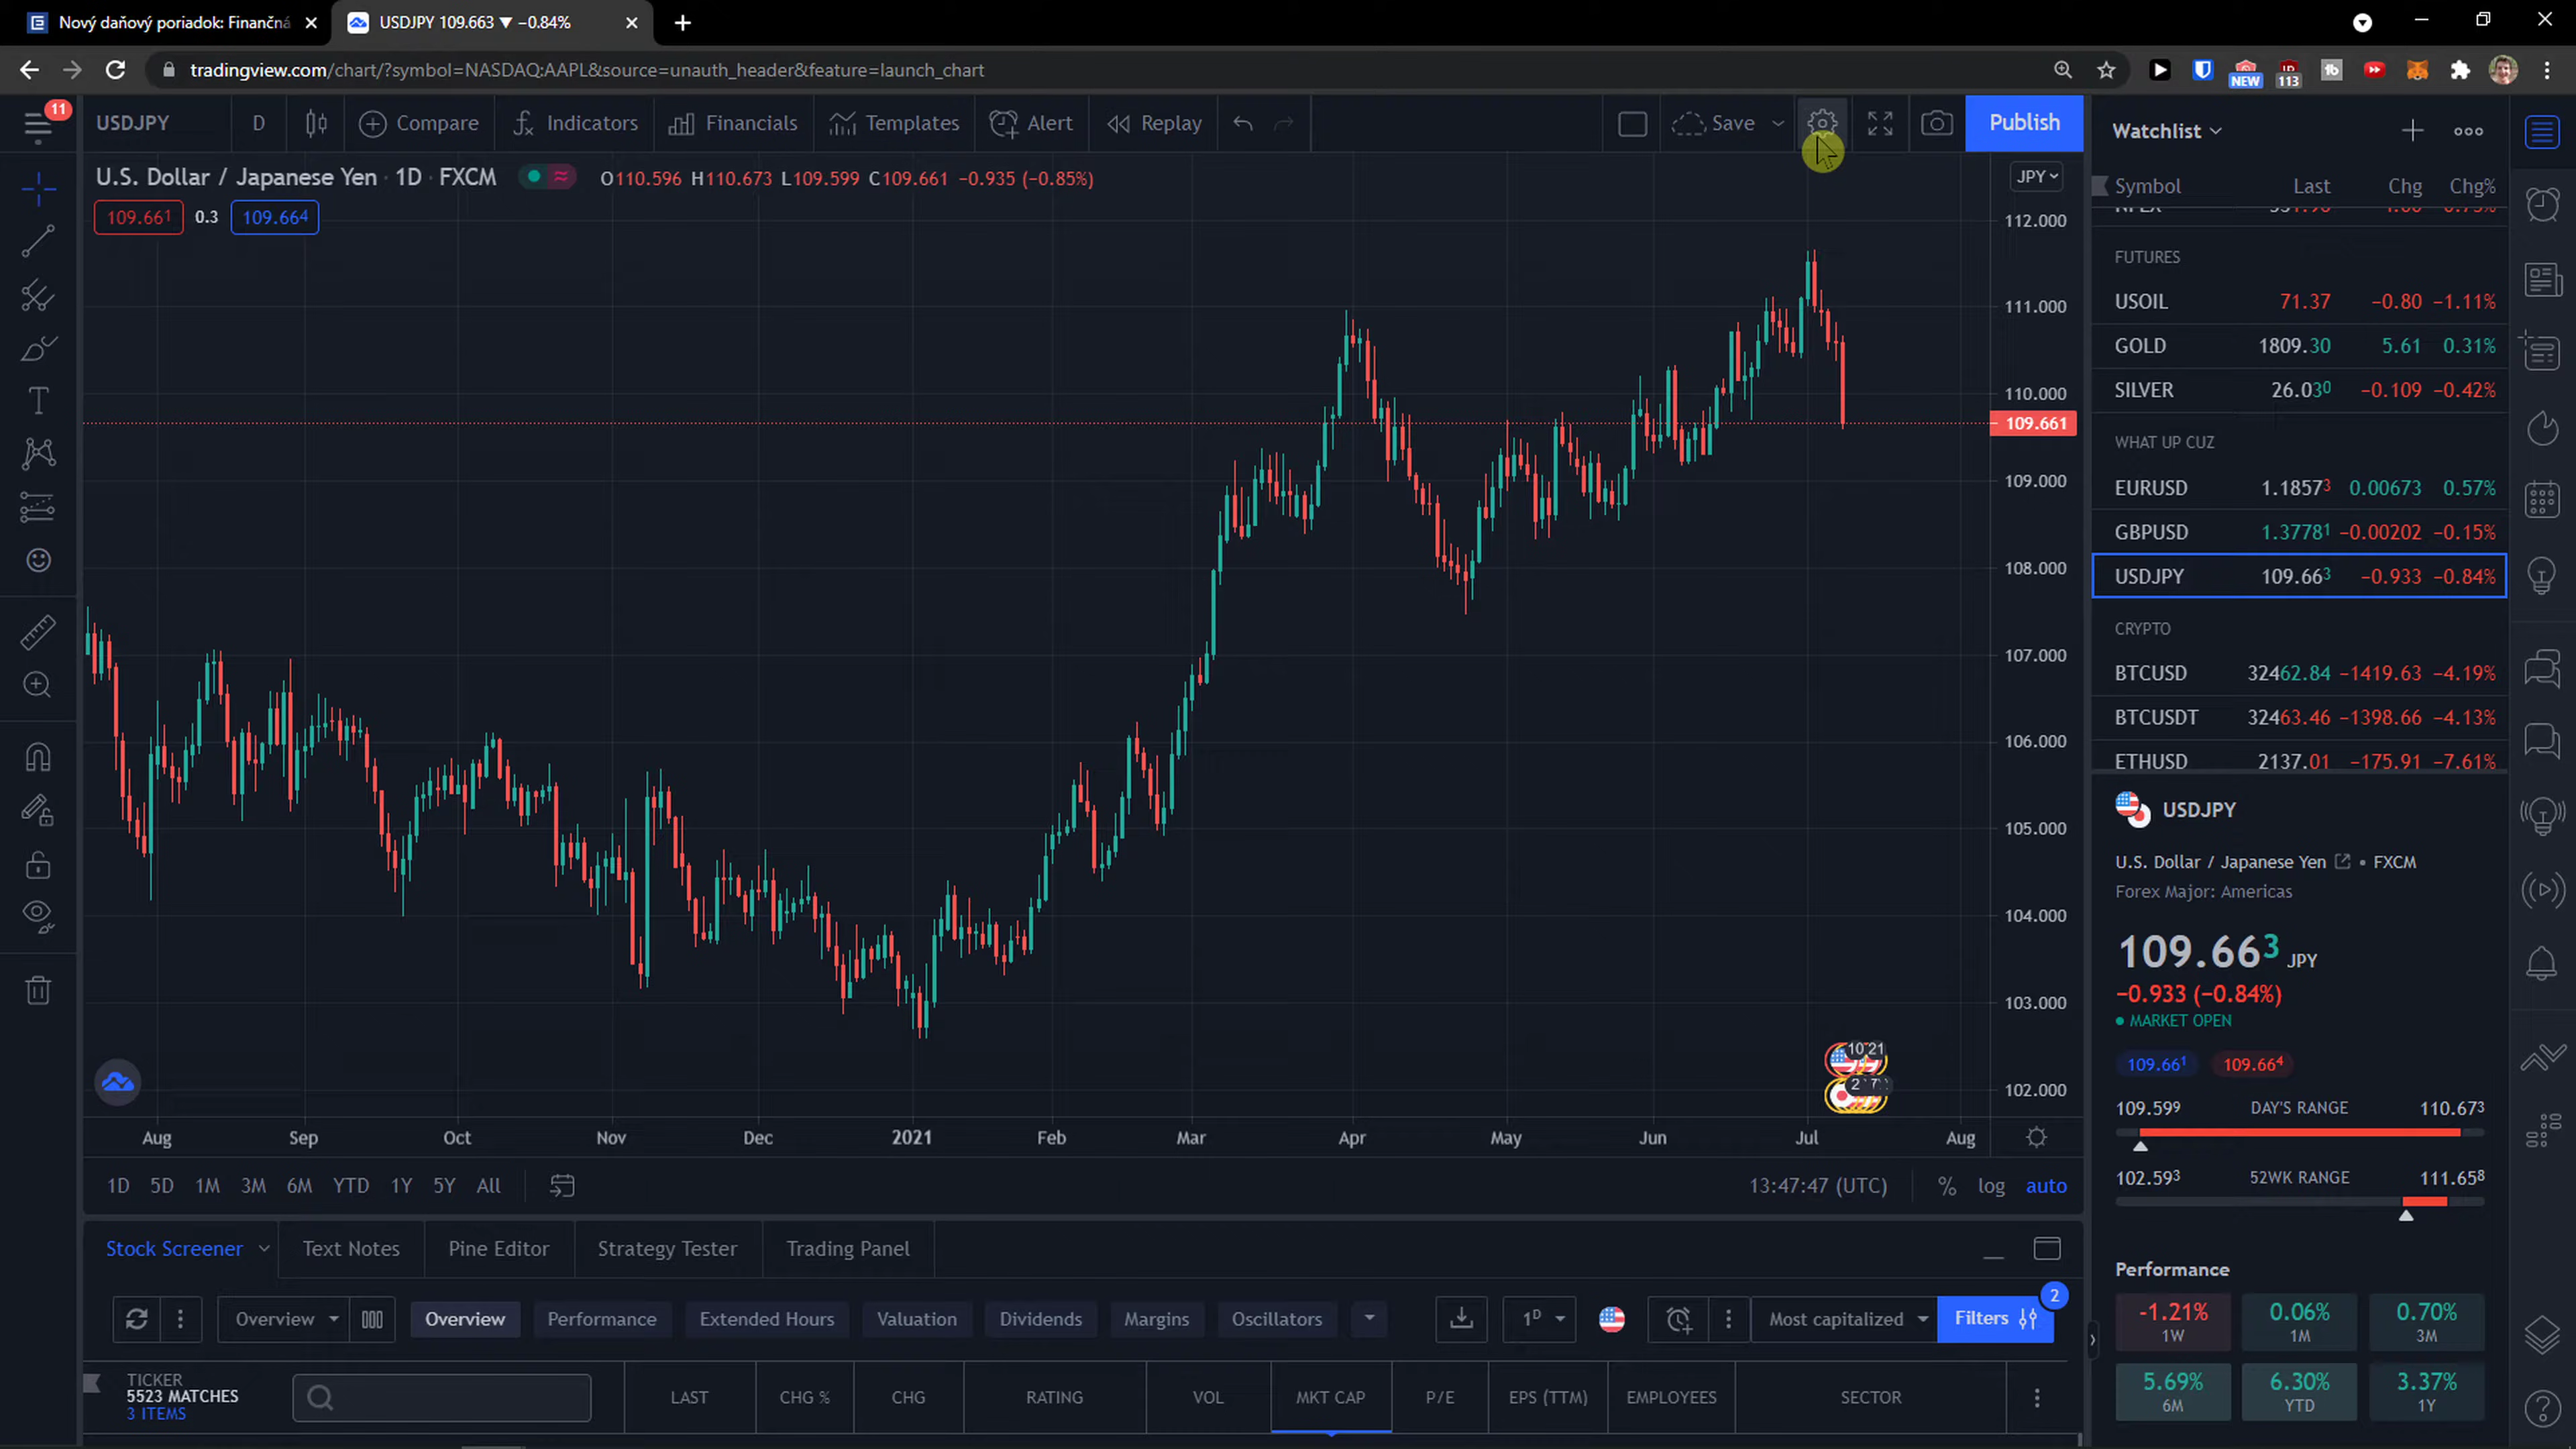 Nový daňový poriadok: Finančná
USDJPY 109.663 ▼ −0.84%
tradingview.com/chart/?symbol=NASDAQ:AAPL&source=unauth_header&feature=launch_chart
NEW
113
11
USDJPY
D
Compare
Indicators
Financials
Templates
Alert
Replay
Save
Publish
U.S. Dollar / Japanese Yen · 1D · FXCM
O110.596 H110.673 L109.599 C109.661 −0.935 (−0.85%)
109.661
0.3
109.664
JPY
112.000
111.000
110.000
109.661
109.000
108.000
107.000
106.000
105.000
104.000
103.000
102.000
10 21
2 7
Aug Sep Oct Nov Dec 2021 Feb Mar Apr May Jun Jul Aug
1D 5D 1M 3M 6M YTD 1Y 5Y All
13:47:47 (UTC)
% log auto
Stock Screener
Text Notes
Pine Editor
Strategy Tester
Trading Panel
Overview
Overview
Performance
Extended Hours
Valuation
Dividends
Margins
Oscillators
1D
Most capitalized
Filters
2
TICKER
5523 MATCHES
3 ITEMS
LAST
CHG %
CHG
RATING
VOL
MKT CAP
P/E
EPS (TTM)
EMPLOYEES
SECTOR
Watchlist
Symbol Last Chg Chg%
FUTURES
USOIL 71.37 −0.80 −1.11%
GOLD 1809.30 5.61 0.31%
SILVER 26.030 −0.109 −0.42%
WHAT UP CUZ
EURUSD 1.18573 0.00673 0.57%
GBPUSD 1.37781 −0.00202 −0.15%
USDJPY 109.663 −0.933 −0.84%
CRYPTO
BTCUSD 32462.84 −1419.63 −4.19%
BTCUSDT 32463.46 −1398.66 −4.13%
ETHUSD 2137.01 −175.91 −7.61%
USDJPY
U.S. Dollar / Japanese Yen • FXCM
Forex Major: Americas
109.663 JPY
−0.933 (−0.84%)
MARKET OPEN
109.661 109.664
109.599 DAY'S RANGE 110.673
102.593 52WK RANGE 111.658
Performance
-1.21% 0.06% 0.70%
1W 1M 3M
5.69% 6.30% 3.37%
6M YTD 1Y